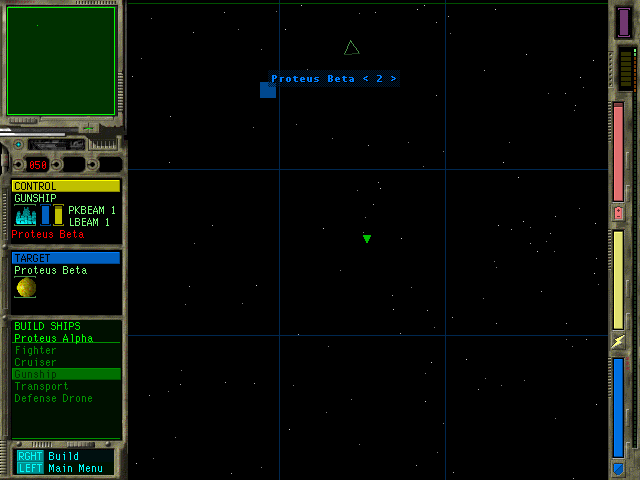 Proteus Beta < 2 >
050
CONTROL
GUNSHIP
PKBEAM 1
LBEAM 1
Proteus Beta
TARGET
Proteus Beta
BUILD SHIPS
Proteus Alpha
Fighter
Cruiser
Gunship
Transport
Defense Drone
RGHT Build
LEFT Main Menu